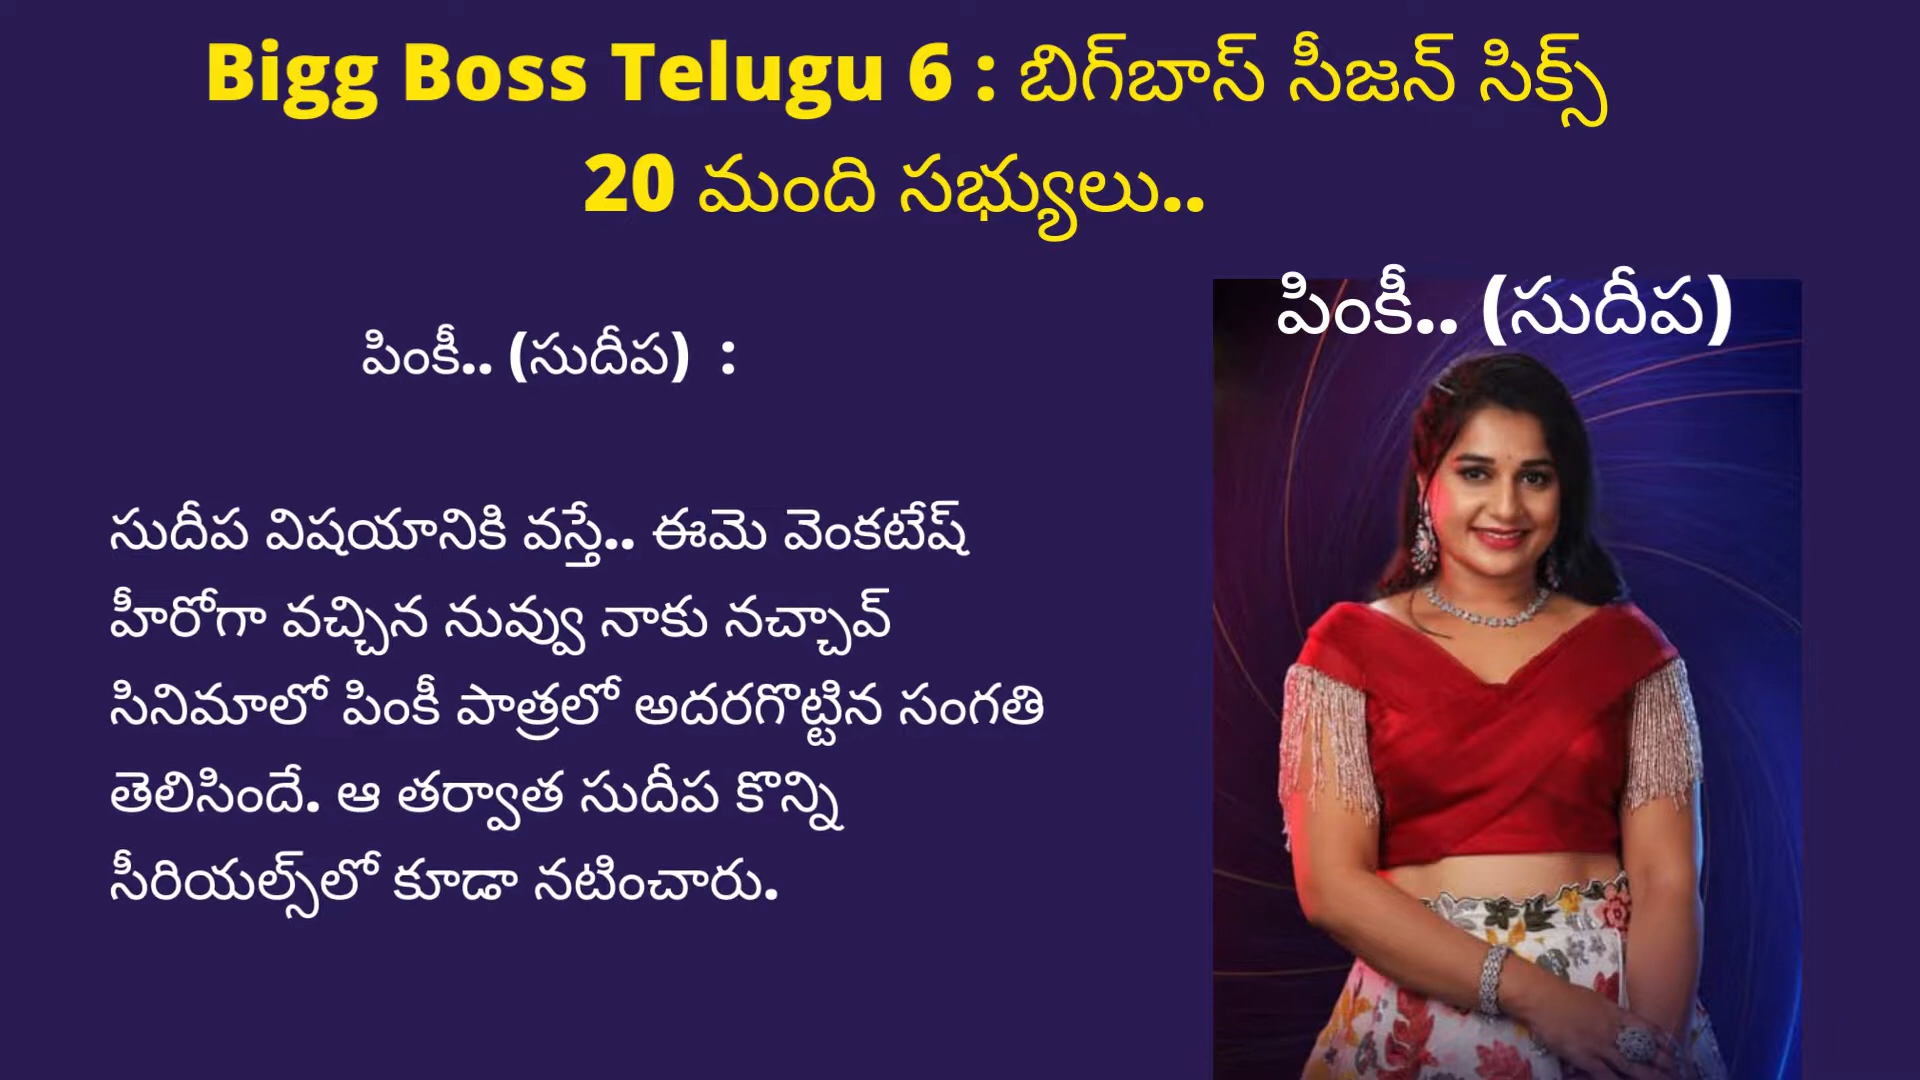 Bigg Boss Telugu 6 : బిగ్‌బాస్ సీజన్ సిక్స్
20 మంది సభ్యులు..
పింకీ.. (సుదీప)
పింకీ.. (సుదీప) :
సుదీప విషయానికి వస్తే.. ఈమె వెంకటేష్
హీరోగా వచ్చిన నువ్వు నాకు నచ్చావ్
సినిమాలో పింకీ పాత్రలో అదరగొట్టిన సంగతి
తెలిసిందే. ఆ తర్వాత సుదీప కొన్ని
సీరియల్స్‌లో కూడా నటించారు.